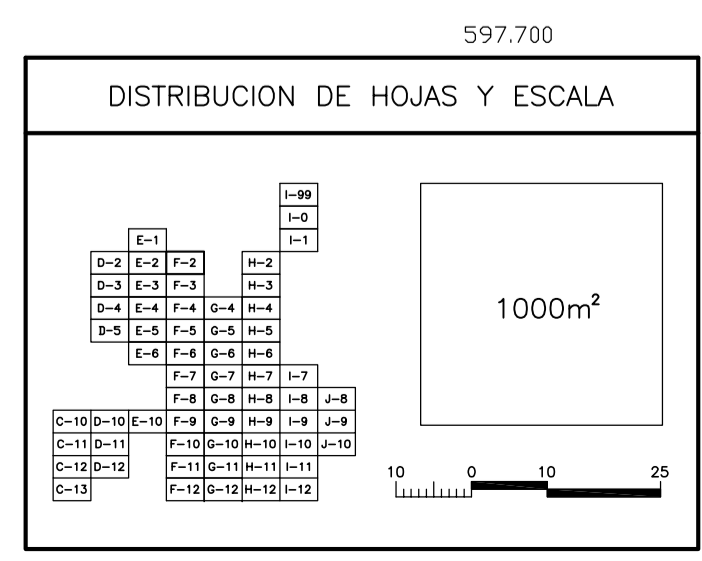 597.700
DISTRIBUCION DE HOJAS Y ESCALA
I-99
I-0
E-1 I-1
D-2 E-2 F-2 H-2
D-3 E-3 F-3 H-3
D-4 E-4 F-4 G-4 H-4
D-5 E-5 F-5 G-5 H-5
E-6 F-6 G-6 H-6
F-7 G-7 H-7 I-7
F-8 G-8 H-8 I-8 J-8
C-10 D-10 E-10 F-9 G-9 H-9 I-9 J-9
C-11 D-11 F-10 G-10 H-10 I-10 J-10
C-12 D-12 F-11 G-11 H-11 I-11
C-13 F-12 G-12 H-12 I-12
1000m²
10 0 10 25